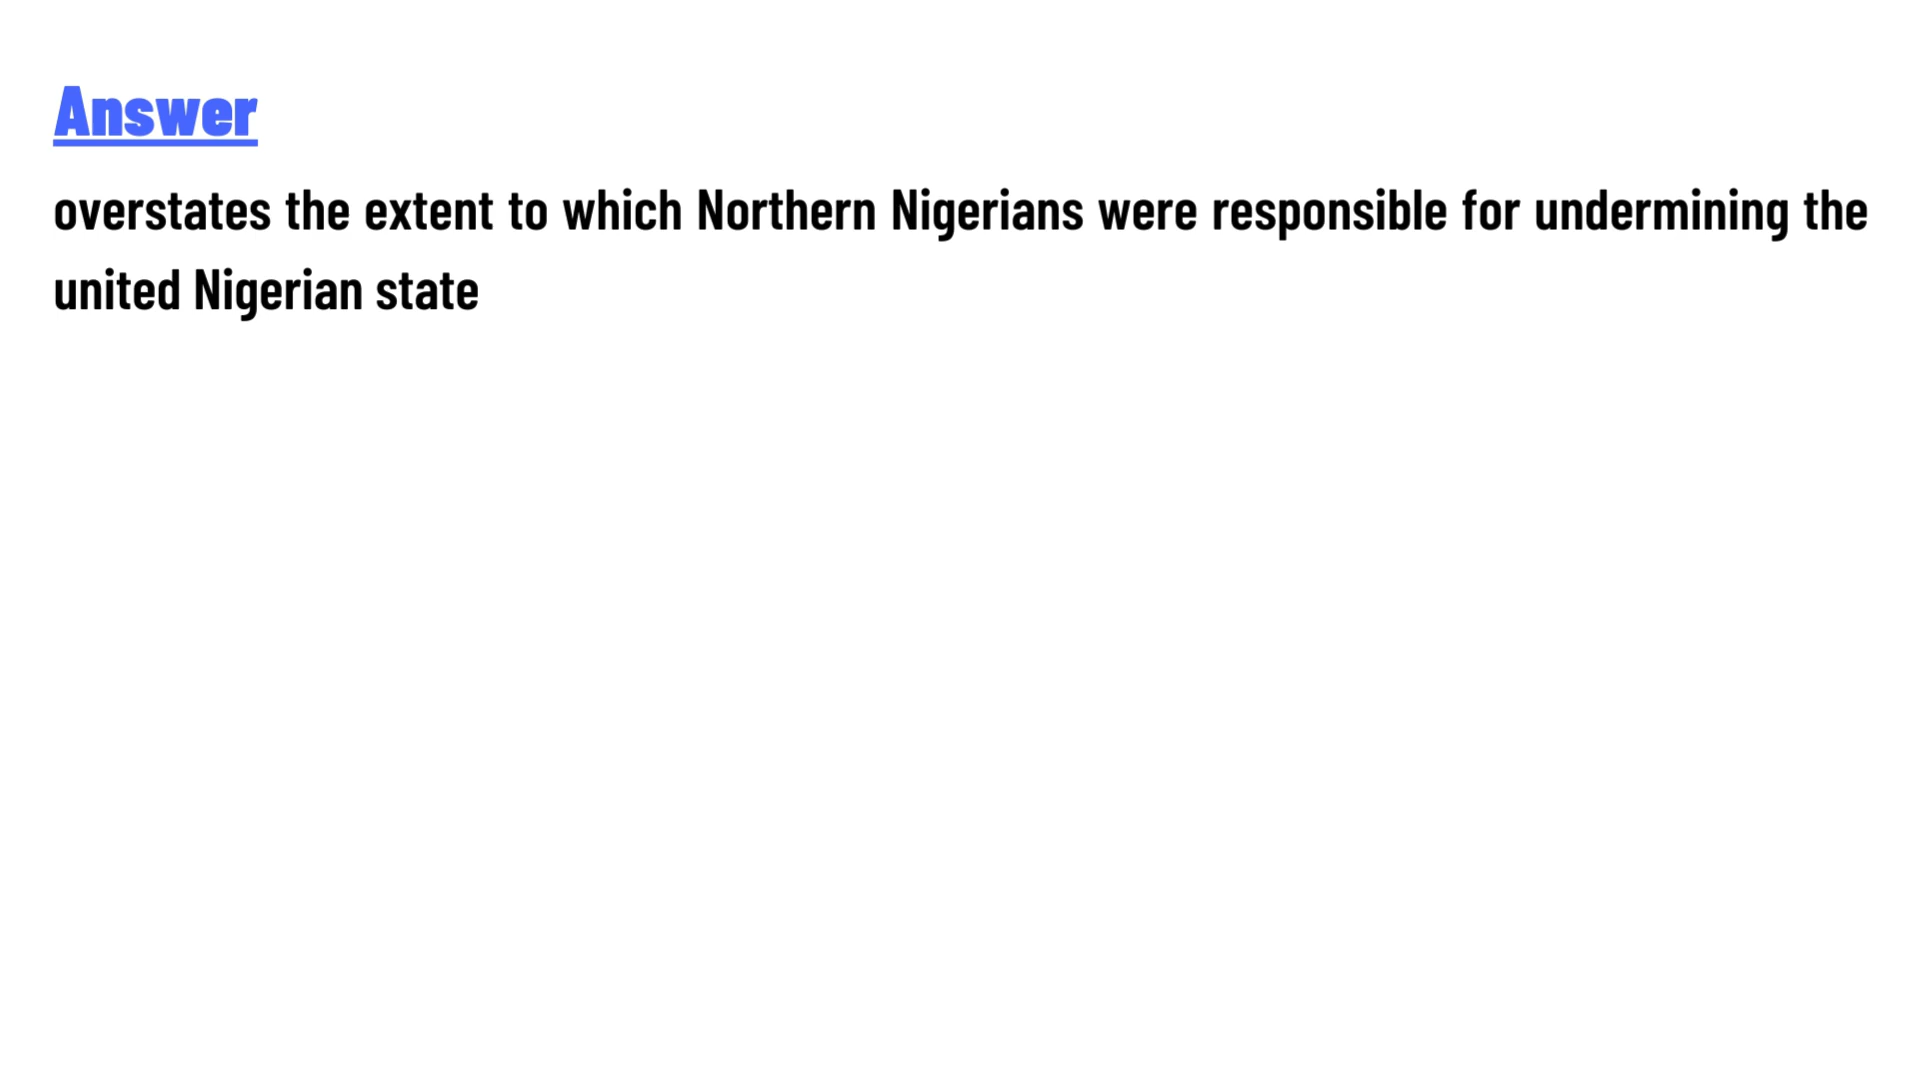 Answer
overstates the extent to which Northern Nigerians were responsible for undermining the
united Nigerian state